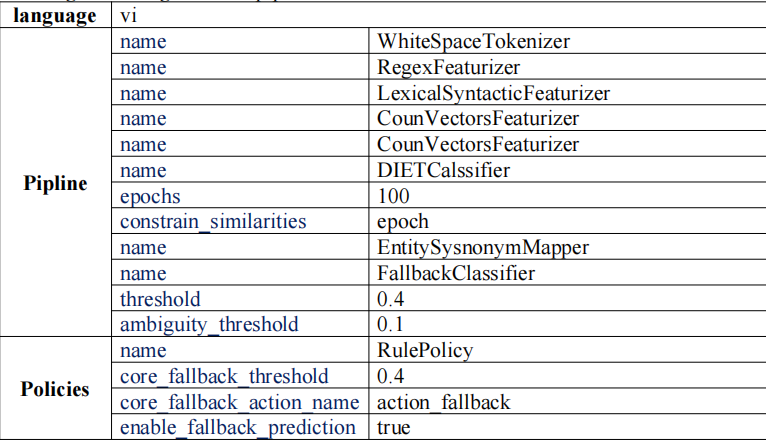 language vi
Pipline
name WhiteSpaceTokenizer
name RegexFeaturizer
name LexicalSyntacticFeaturizer
name CounVectorsFeaturizer
name CounVectorsFeaturizer
name DIETCalssifier
epochs 100
constrain_similarities epoch
name EntitySysnonymMapper
name FallbackClassifier
threshold 0.4
ambiguity_threshold 0.1
Policies
name RulePolicy
core_fallback_threshold 0.4
core_fallback_action_name action_fallback
enable_fallback_prediction true